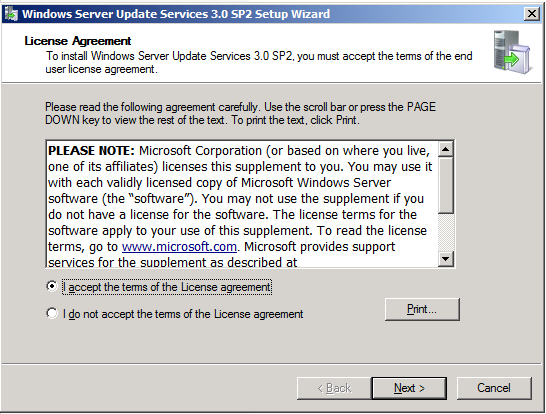 Windows Server Update Services 3.0 SP2 Setup Wizard
License Agreement
To install Windows Server Update Services 3.0 SP2, you must accept the terms of the end
user license agreement.
Please read the following agreement carefully. Use the scroll bar or press the PAGE
DOWN key to view the rest of the text. To print the text, click Print.
PLEASE NOTE: Microsoft Corporation (or based on where you live,
one of its affiliates) licenses this supplement to you. You may use it
with each validly licensed copy of Microsoft Windows Server
software (the “software”). You may not use the supplement if you
do not have a license for the software. The license terms for the
software apply to your use of this supplement. To read the license
terms, go to www.microsoft.com. Microsoft provides support
services for the supplement as described at
I accept the terms of the License agreement
I do not accept the terms of the License agreement
Print...
< Back
Next >
Cancel